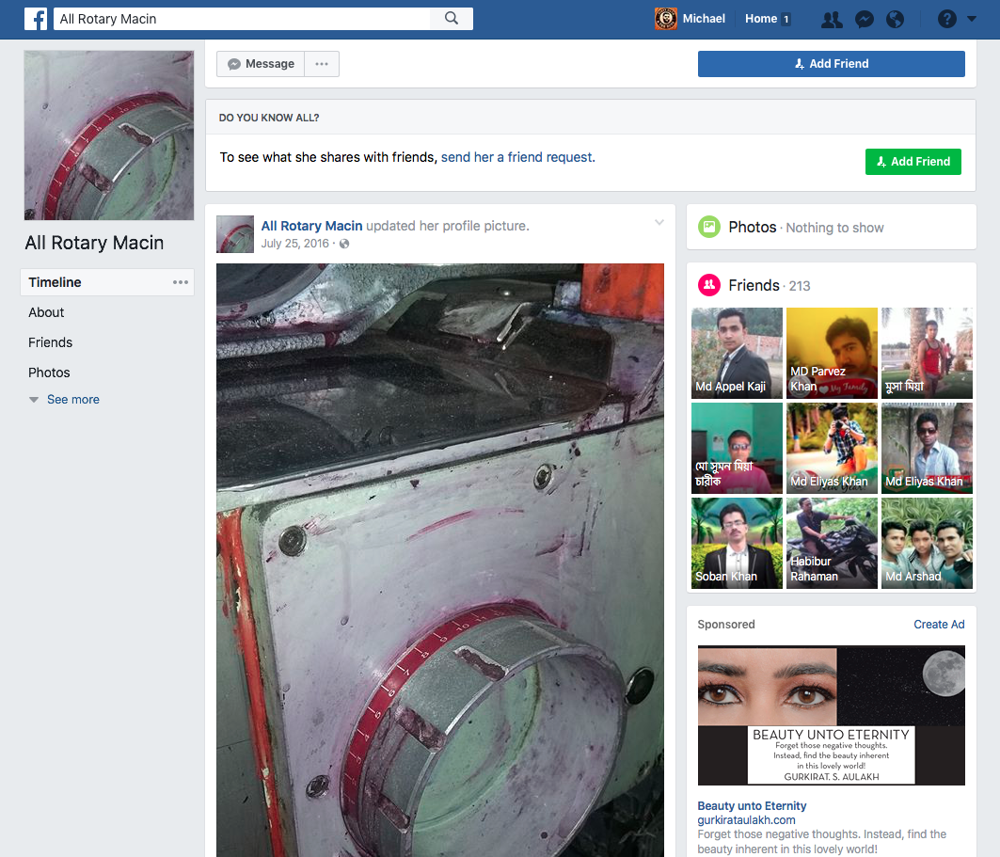 All Rotary Macin
Michael
Home 1
Message
Add Friend
DO YOU KNOW ALL?
To see what she shares with friends, send her a friend request.
Add Friend
All Rotary Macin
Timeline
About
Friends
Photos
See more
All Rotary Macin updated her profile picture.
July 25, 2016 ·
Photos · Nothing to show
Friends · 213
Md Appel Kaji
MD Parvez
Khan
My Family
মুসা মিয়া
মো সুমন মিয়া
চারীক
Md Eliyas Khan
New Year
Md Eliyas Khan
Soban Khan
Habibur
Rahaman
Md Arshad
Sponsored
Create Ad
BEAUTY UNTO ETERNITY
Forget those negative thoughts.
Instead, find the beauty inherent
in this lovely world!
GURKIRAT. S. AULAKH
Beauty unto Eternity
gurkirataulakh.com
Forget those negative thoughts. Instead, find the
beauty inherent in this lovely world!